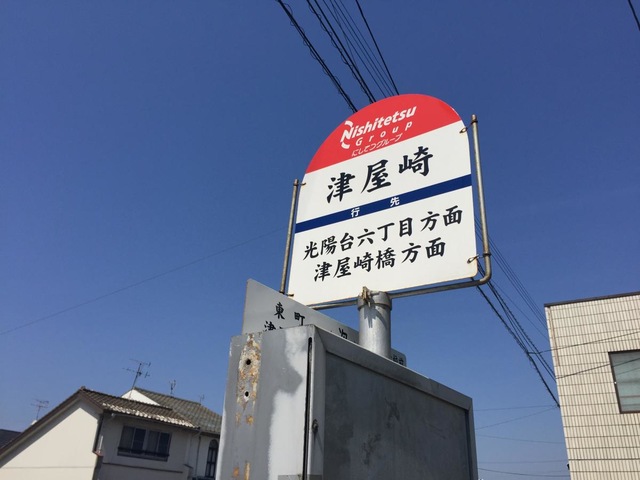 Nishitetsu
Group
にしてつグループ
津屋崎
行先
光陽台六丁目方面
津屋崎橋方面
東町